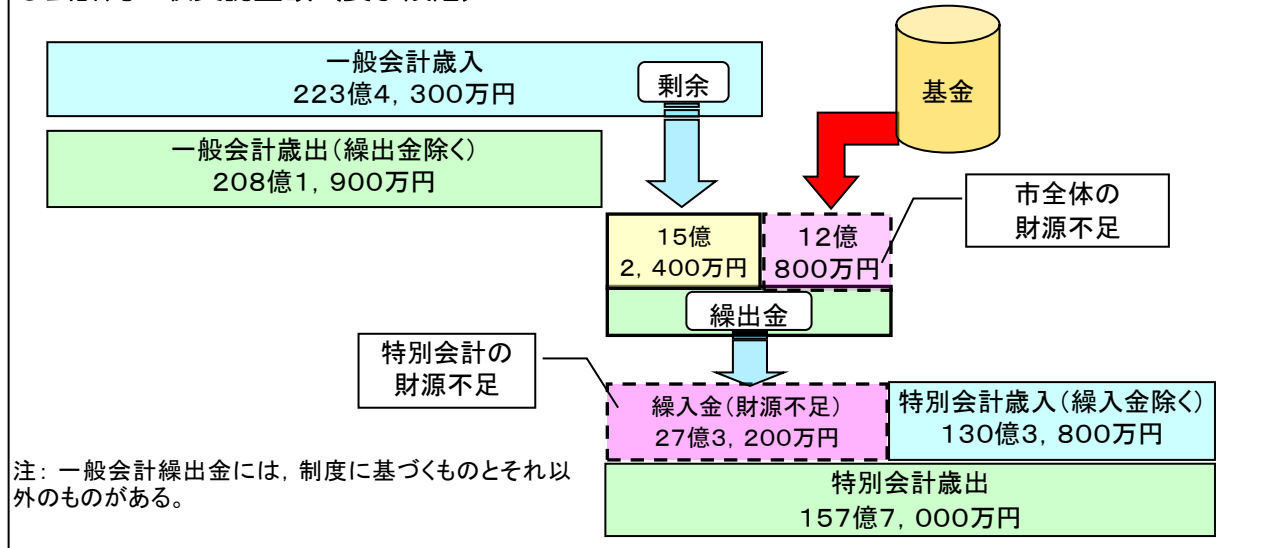 一般会計歳入
223億4,300万円
剰余
基金
一般会計歳出(繰出金除く)
208億1,900万円
市全体の
財源不足
15億
2,400万円
12億
800万円
繰出金
特別会計の
財源不足
繰入金(財源不足)
27億3,200万円
特別会計歳入(繰入金除く)
130億3,800万円
注: 一般会計繰出金には,制度に基づくものとそれ以
外のものがある。
特別会計歳出
157億7,000万円